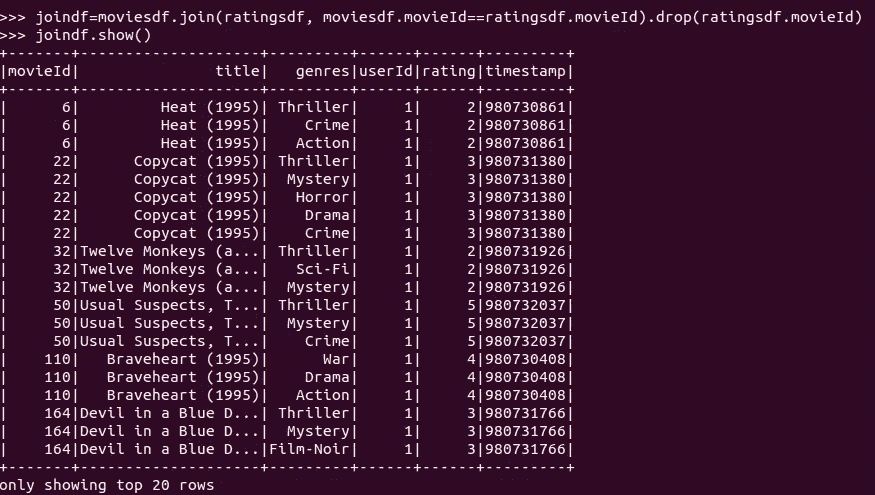 >>> joindf=moviesdf.join(ratingsdf, moviesdf.movieId==ratingsdf.movieId).drop(ratingsdf.movieId)
>>> joindf.show()
+-------+--------------------+---------+------+------+---------+
|movieId|               title|   genres|userId|rating|timestamp|
+-------+--------------------+---------+------+------+---------+
|      6|         Heat (1995)| Thriller|     1|     2|980730861|
|      6|         Heat (1995)|    Crime|     1|     2|980730861|
|      6|         Heat (1995)|   Action|     1|     2|980730861|
|     22|      Copycat (1995)| Thriller|     1|     3|980731380|
|     22|      Copycat (1995)|  Mystery|     1|     3|980731380|
|     22|      Copycat (1995)|   Horror|     1|     3|980731380|
|     22|      Copycat (1995)|    Drama|     1|     3|980731380|
|     22|      Copycat (1995)|    Crime|     1|     3|980731380|
|     32|Twelve Monkeys (a...| Thriller|     1|     2|980731926|
|     32|Twelve Monkeys (a...|   Sci-Fi|     1|     2|980731926|
|     32|Twelve Monkeys (a...|  Mystery|     1|     2|980731926|
|     50|Usual Suspects, T...| Thriller|     1|     5|980732037|
|     50|Usual Suspects, T...|  Mystery|     1|     5|980732037|
|     50|Usual Suspects, T...|    Crime|     1|     5|980732037|
|    110|   Braveheart (1995)|      War|     1|     4|980730408|
|    110|   Braveheart (1995)|    Drama|     1|     4|980730408|
|    110|   Braveheart (1995)|   Action|     1|     4|980730408|
|    164|Devil in a Blue D...| Thriller|     1|     3|980731766|
|    164|Devil in a Blue D...|  Mystery|     1|     3|980731766|
|    164|Devil in a Blue D...|Film-Noir|     1|     3|980731766|
+-------+--------------------+---------+------+------+---------+
only showing top 20 rows